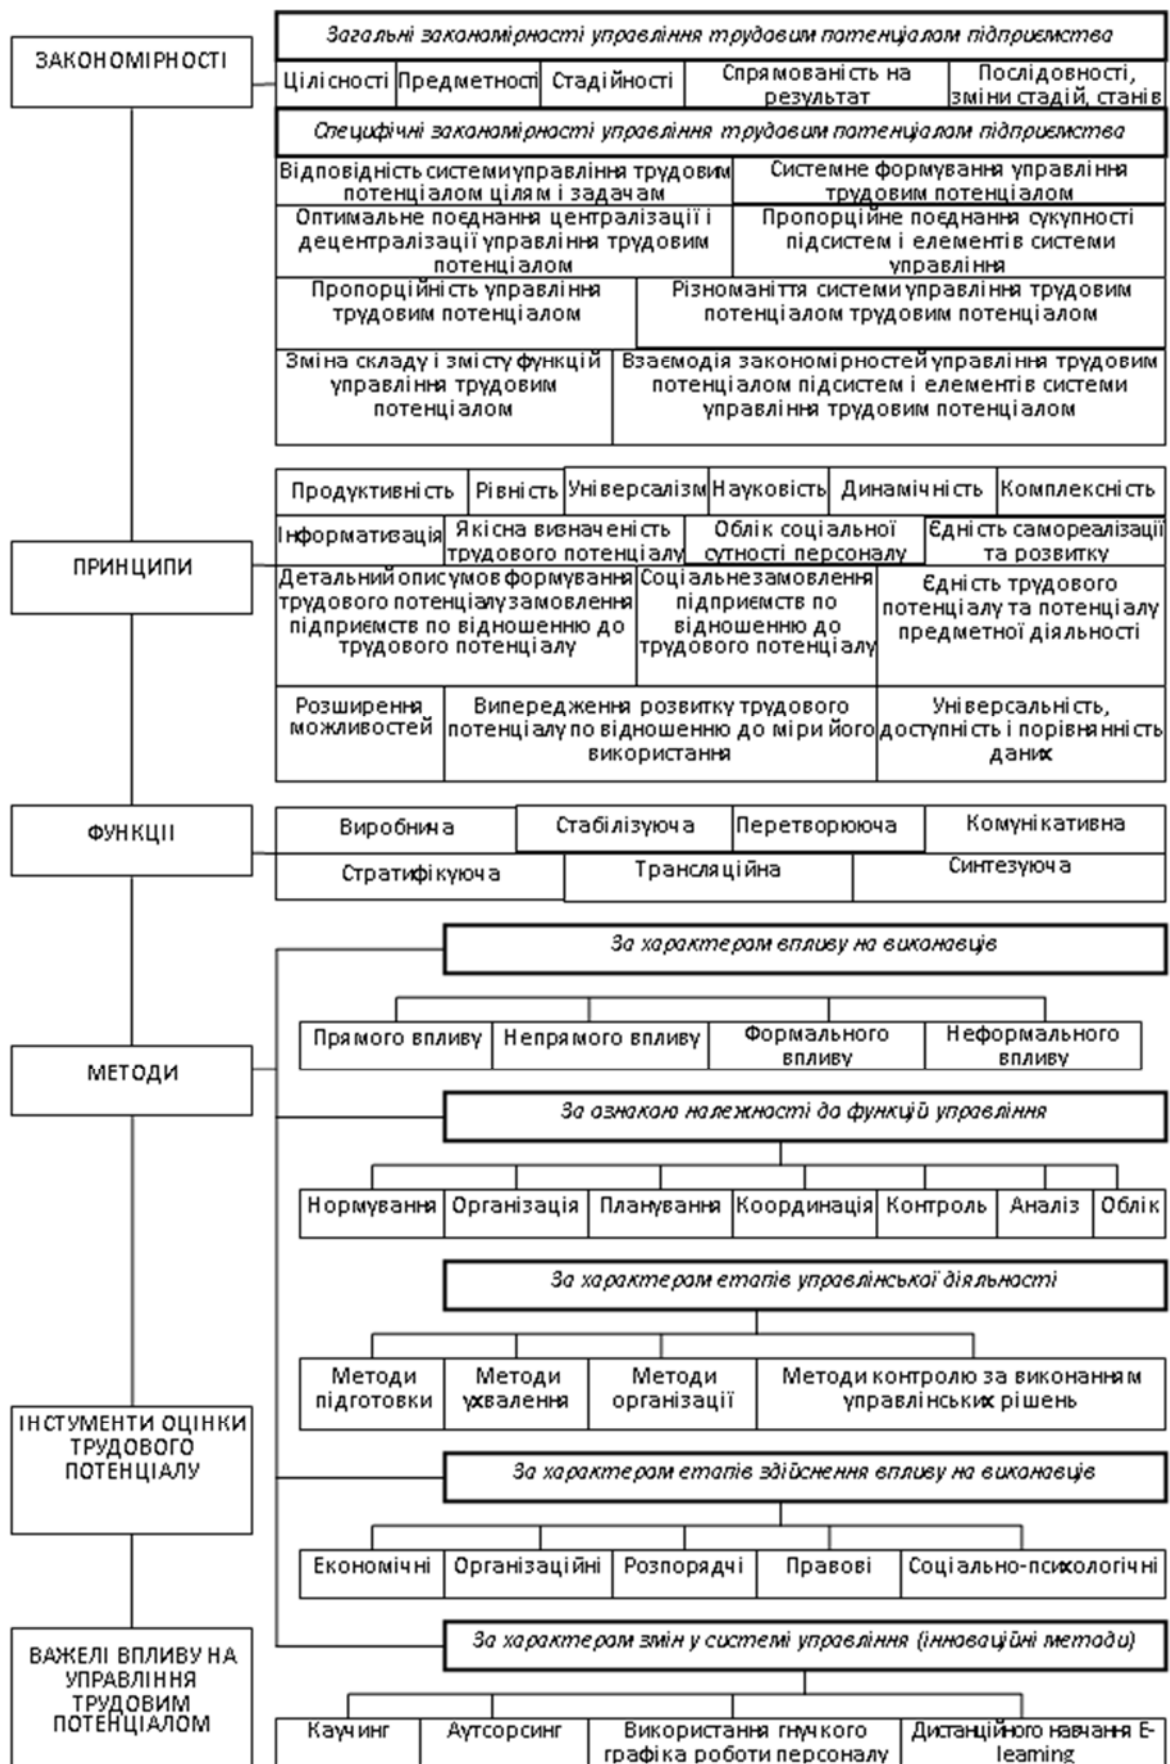 ЗАКОНОМІРНОСТІ
Загальні закономірності управління трудовим потенціалом підприємства
Цілісності
Предметності
Стадійності
Спрямованість на
результат
Послідовності,
зміни стадій, станів
Специфічні закономірності управління трудовим потенціалом підприємства
Відповідність системи управління трудовим
потенціалом цілям і задачам
Системне формування управління
трудовим потенціалом
Оптимальне поєднання централізації і
децентралізації управління трудовим
потенціалом
Пропорційне поєднання сукупності
підсистем і елементів системи
управління
Пропорційність управління
трудовим потенціалом
Різноманіття системи управління трудовим
потенціалом трудовим потенціалом
Зміна складу і змісту функцій
управління трудовим
потенціалом
Взаємодія закономірностей управління трудовим
потенціалом підсистем і елементів системи
управління трудовим потенціалом
ПРИНЦИПИ
Продуктивність
Рівність
Універсалізм
Науковість
Динамічність
Комплексність
Інформатизація
Якісна визначеність
трудового потенціалу
Облік соціальної
сутності персоналу
Єдність самореалізації
та розвитку
Детальний опис умов формування
трудового потенціалу замовлення
підприємств по відношенню до
трудового потенціалу
Соціальне замовлення
підприємств по
відношенню до
трудового потенціалу
Єдність трудового
потенціалу та потенціалу
предметної діяльності
Розширення
можливостей
Випередження розвитку трудового
потенціалу по відношенню до міри його
використання
Універсальність,
доступність і порівнянність
даних
ФУНКЦІІ
Виробнича
Стабілізуюча
Перетворююча
Комунікативна
Стратифікуюча
Трансляційна
Синтезуюча
МЕТОДИ
За характером впливу на виконавців
Прямого впливу
Непрямого впливу
Формального
впливу
Неформального
впливу
За ознакою належності до функцій управління
Нормування
Організація
Планування
Координація
Контроль
Аналіз
Облік
За характером етапів управлінської діяльності
Методи
підготовки
Методи
ухвалення
Методи
організації
Методи контролю за виконанням
управлінських рішень
ІНСТУМЕНТИ ОЦІНКИ
ТРУДОВОГО
ПОТЕНЦІАЛУ
За характером етапів здійснення впливу на виконавців
Економічні
Організаційні
Розпорядчі
Правові
Соціально-психологічні
ВАЖЕЛІ ВПЛИВУ НА
УПРАВЛІННЯ
ТРУДОВИМ
ПОТЕНЦІАЛОМ
За характером змін у системі управління (інноваційні методи)
Каучинг
Аутсорсинг
Використання гнучкого
графіка роботи персоналу
Дистанційного навчання E-
learning